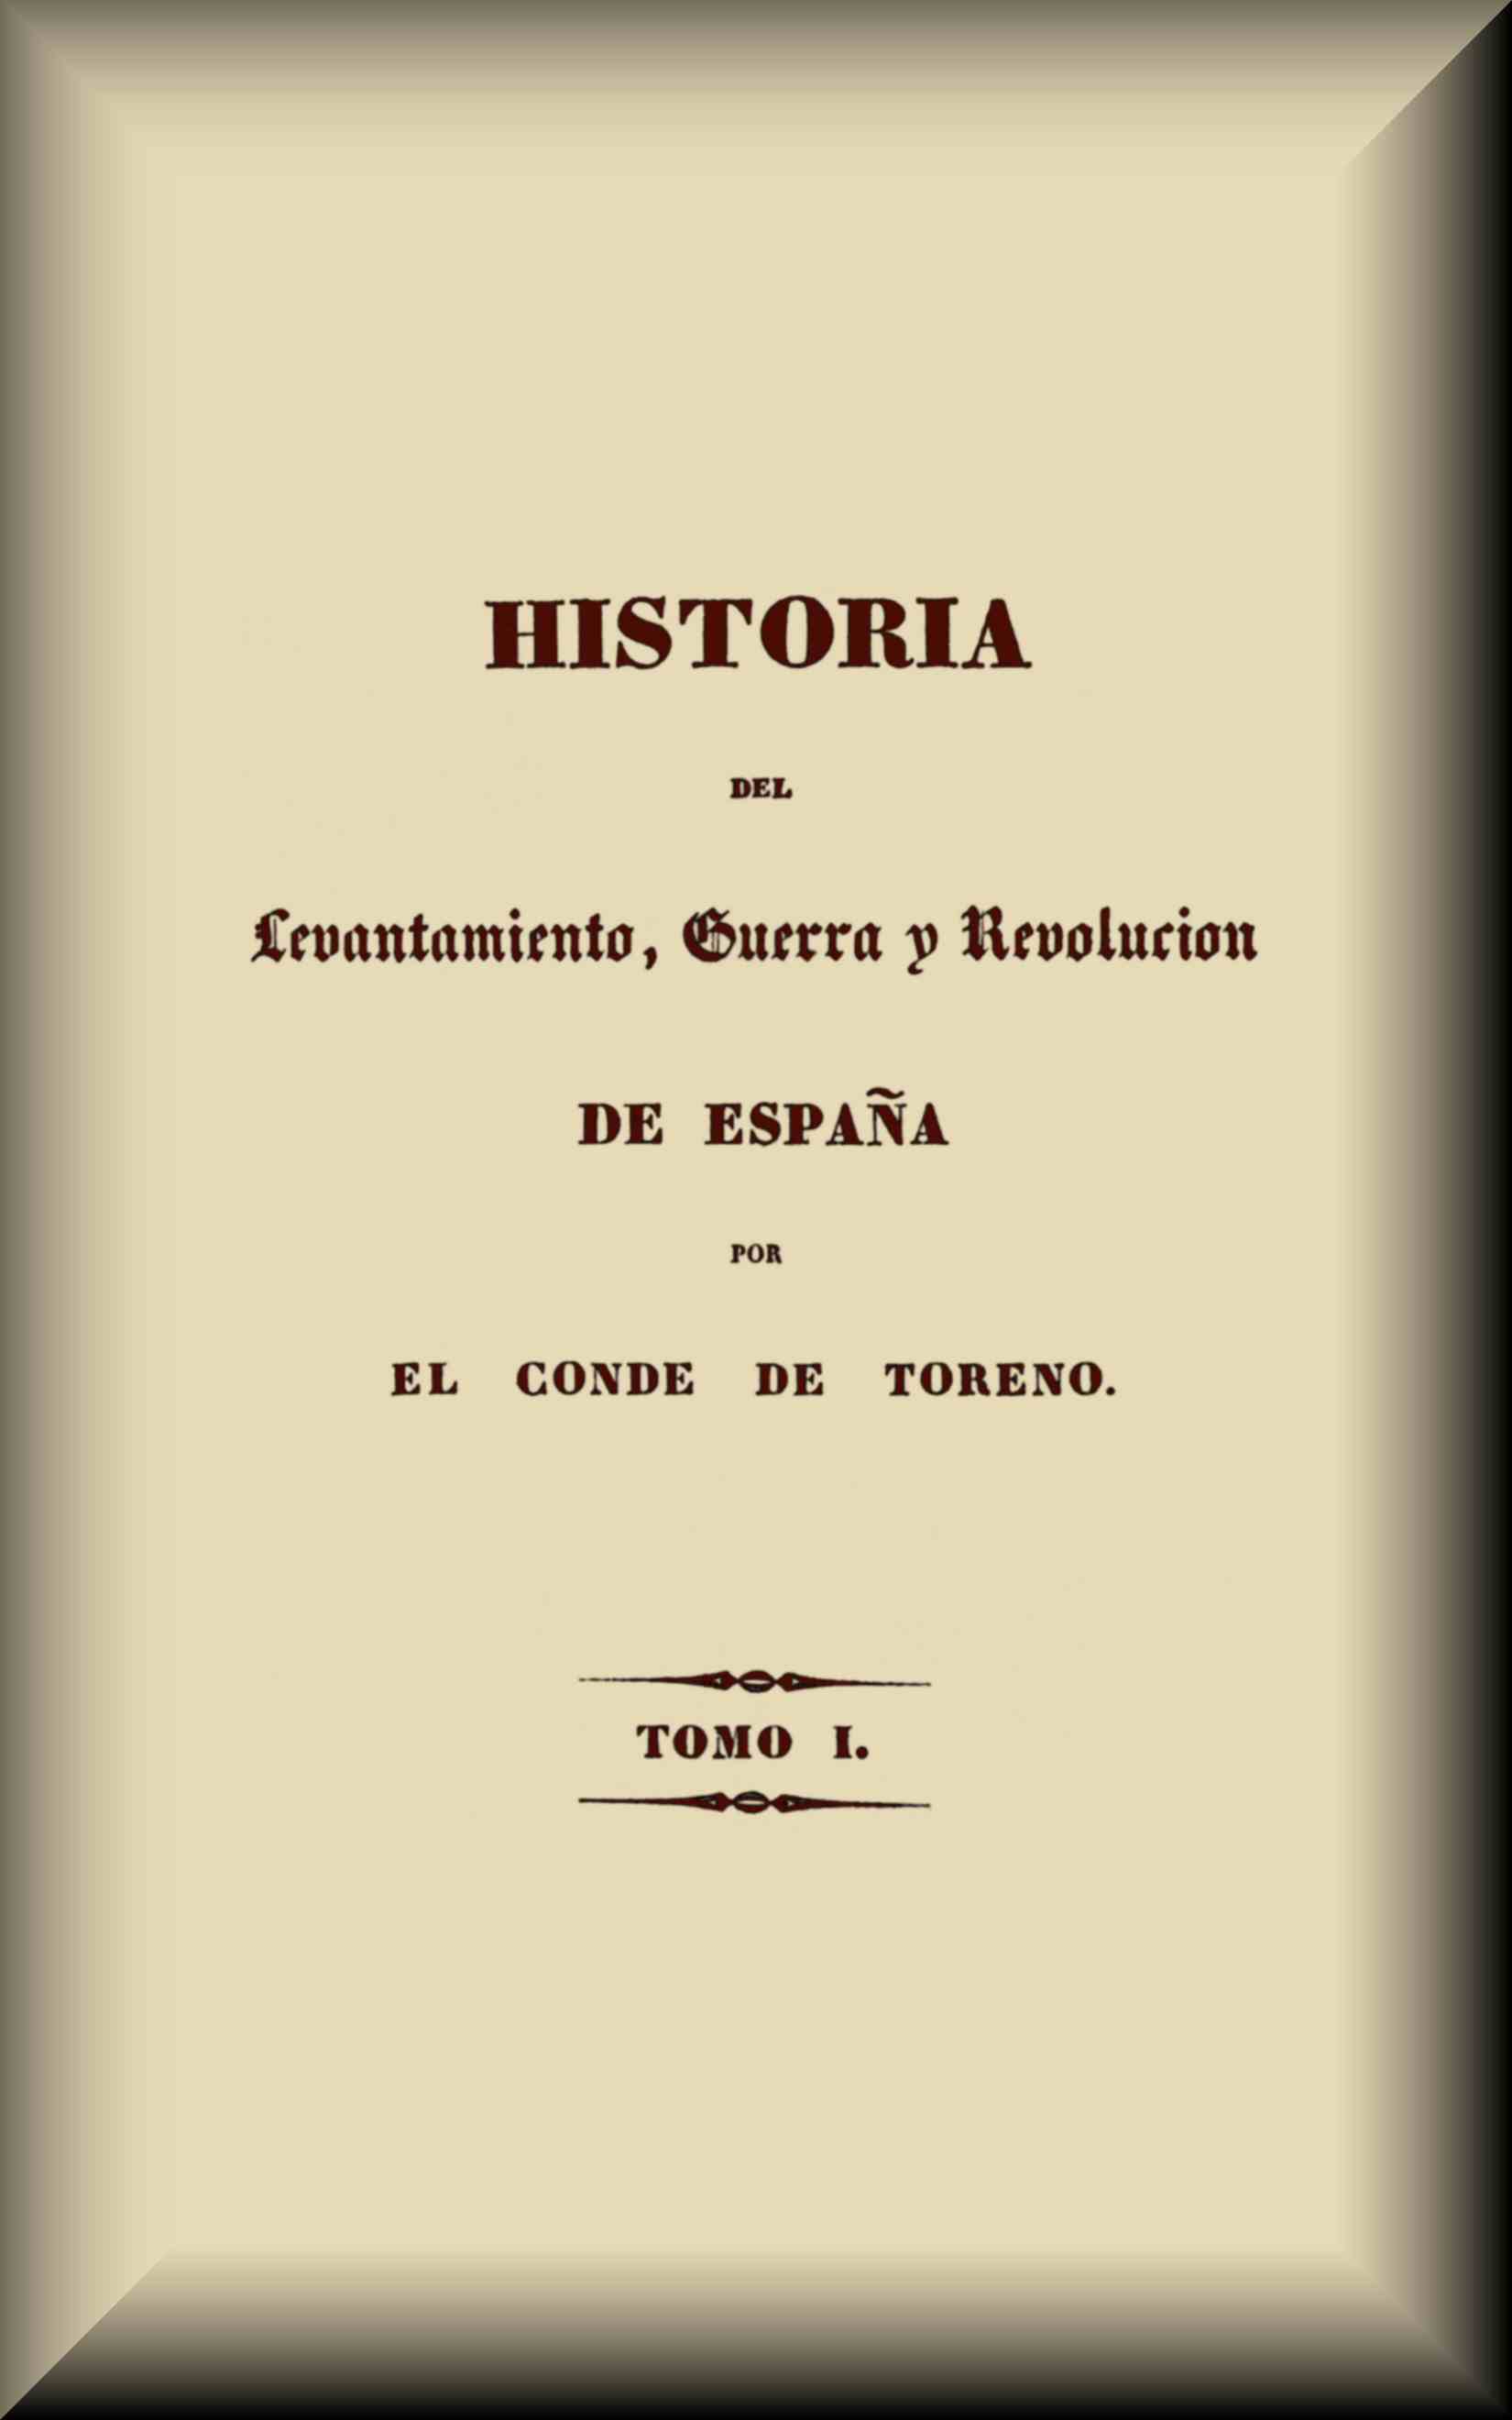 HISTORIA
DEL
Levantamiento, Guerra y Revolucion
DE ESPAÑA
POR
EL CONDE DE TORENO.
TOMO I.